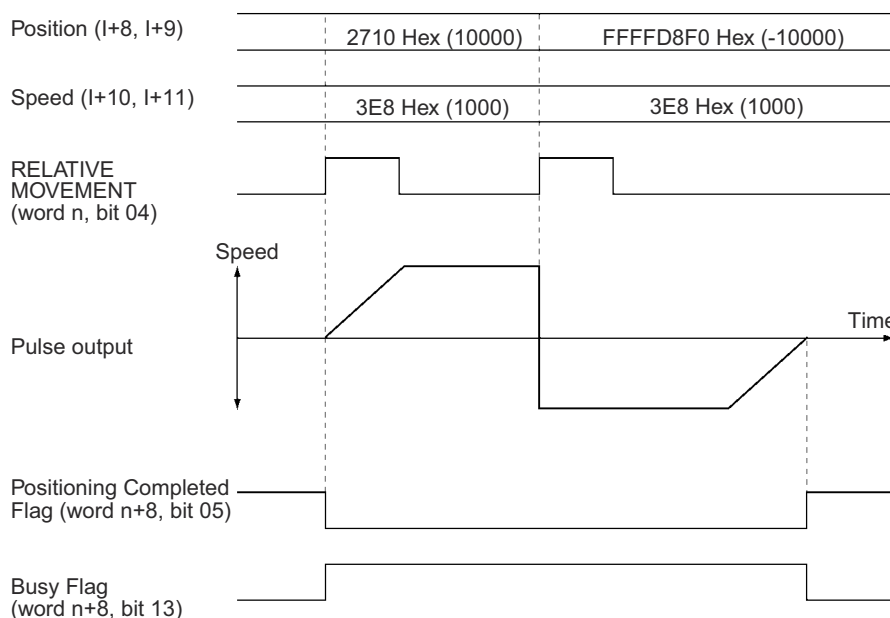 Position (I+8, I+9)
2710 Hex (10000)
FFFFD8F0 Hex (-10000)
Speed (I+10, I+11)
3E8 Hex (1000)
3E8 Hex (1000)
RELATIVE
MOVEMENT
(word n, bit 04)
Speed
Time
Pulse output
Positioning Completed
Flag (word n+8, bit 05)
Busy Flag
(word n+8, bit 13)